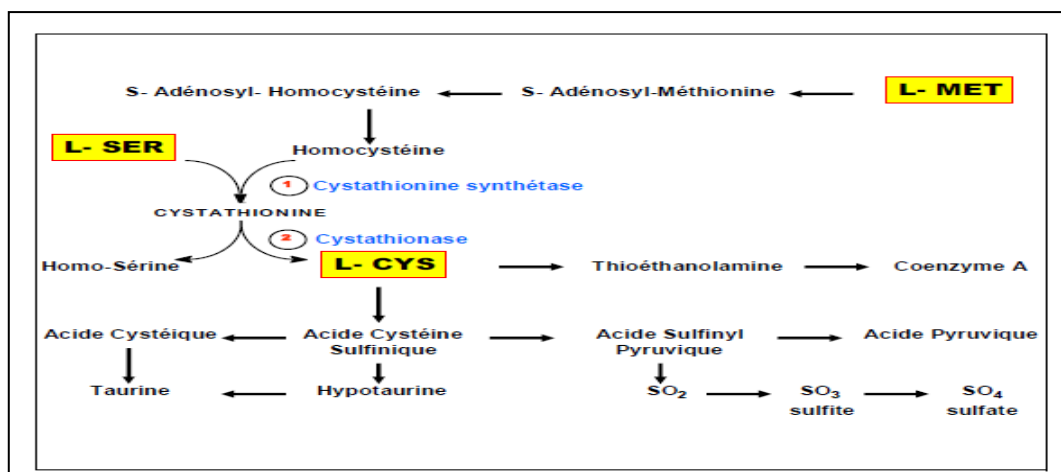 S- Adénosyl- Homocystéine
S- Adénosyl-Méthionine
L- MET
L- SER
Homocystéine
1 Cystathionine synthétase
CYSTATHIONINE
2 Cystathionase
Homo-Sérine
L- CYS
Thioéthanolamine
Coenzyme A
Acide Cystéique
Acide Cystéine
Sulfinique
Acide Sulfinyl
Pyruvique
Acide Pyruvique
Taurine
Hypotaurine
SO2
SO3
sulfite
SO4
sulfate